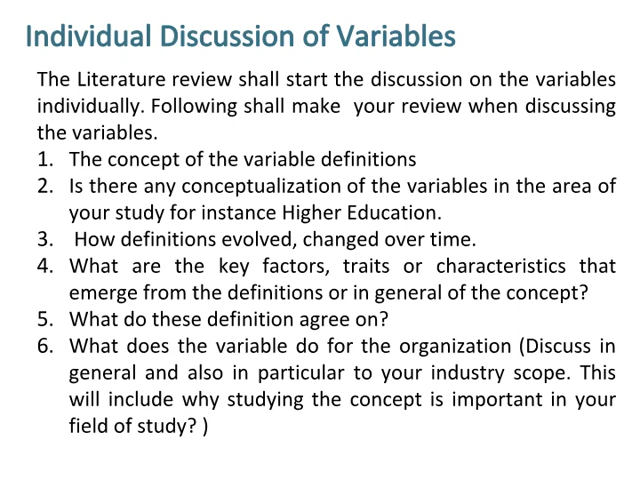 Individual Discussion of Variables
The Literature review shall start the discussion on the variables
individually. Following shall make your review when discussing
the variables.
1. The concept of the variable definitions
2. Is there any conceptualization of the variables in the area of
your study for instance Higher Education.
3. How definitions evolved, changed over time.
4. What are the key factors, traits or characteristics that
emerge from the definitions or in general of the concept?
5. What do these definition agree on?
6. What does the variable do for the organization (Discuss in
general and also in particular to your industry scope. This
will include why studying the concept is important in your
field of study? )